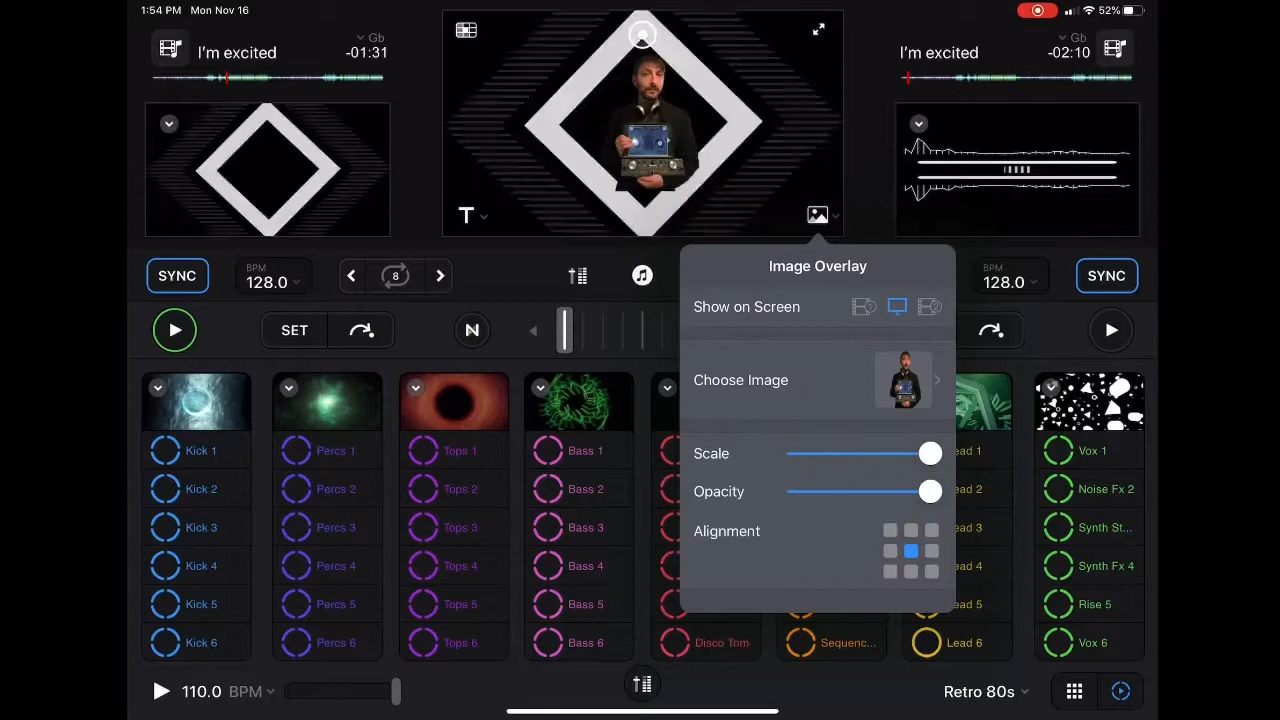 1:54 PM Mon Nov 16
52%
I'm excited
Gb
-01:31
I'm excited
Gb
-02:10
T
SYNC
BPM
128.0
8
BPM
128.0
SYNC
SET
N
Image Overlay
Show on Screen
1
2
Choose Image
Scale
Opacity
Alignment
Kick 1
Percs 1
Tops 1
Bass 1
ead 1
Vox 1
Kick 2
Percs 2
Tops 2
Bass 2
ead 2
Noise Fx 2
Kick 3
Percs 3
Tops 3
Bass 3
ead 3
Synth St...
Kick 4
Percs 4
Tops 4
Bass 4
ead 4
Synth Fx 4
Kick 5
Percs 5
Tops 5
Bass 5
ead 5
Rise 5
Kick 6
Percs 6
Tops 6
Bass 6
Disco Tom
Sequenc...
Lead 6
Vox 6
110.0 BPM
Retro 80s